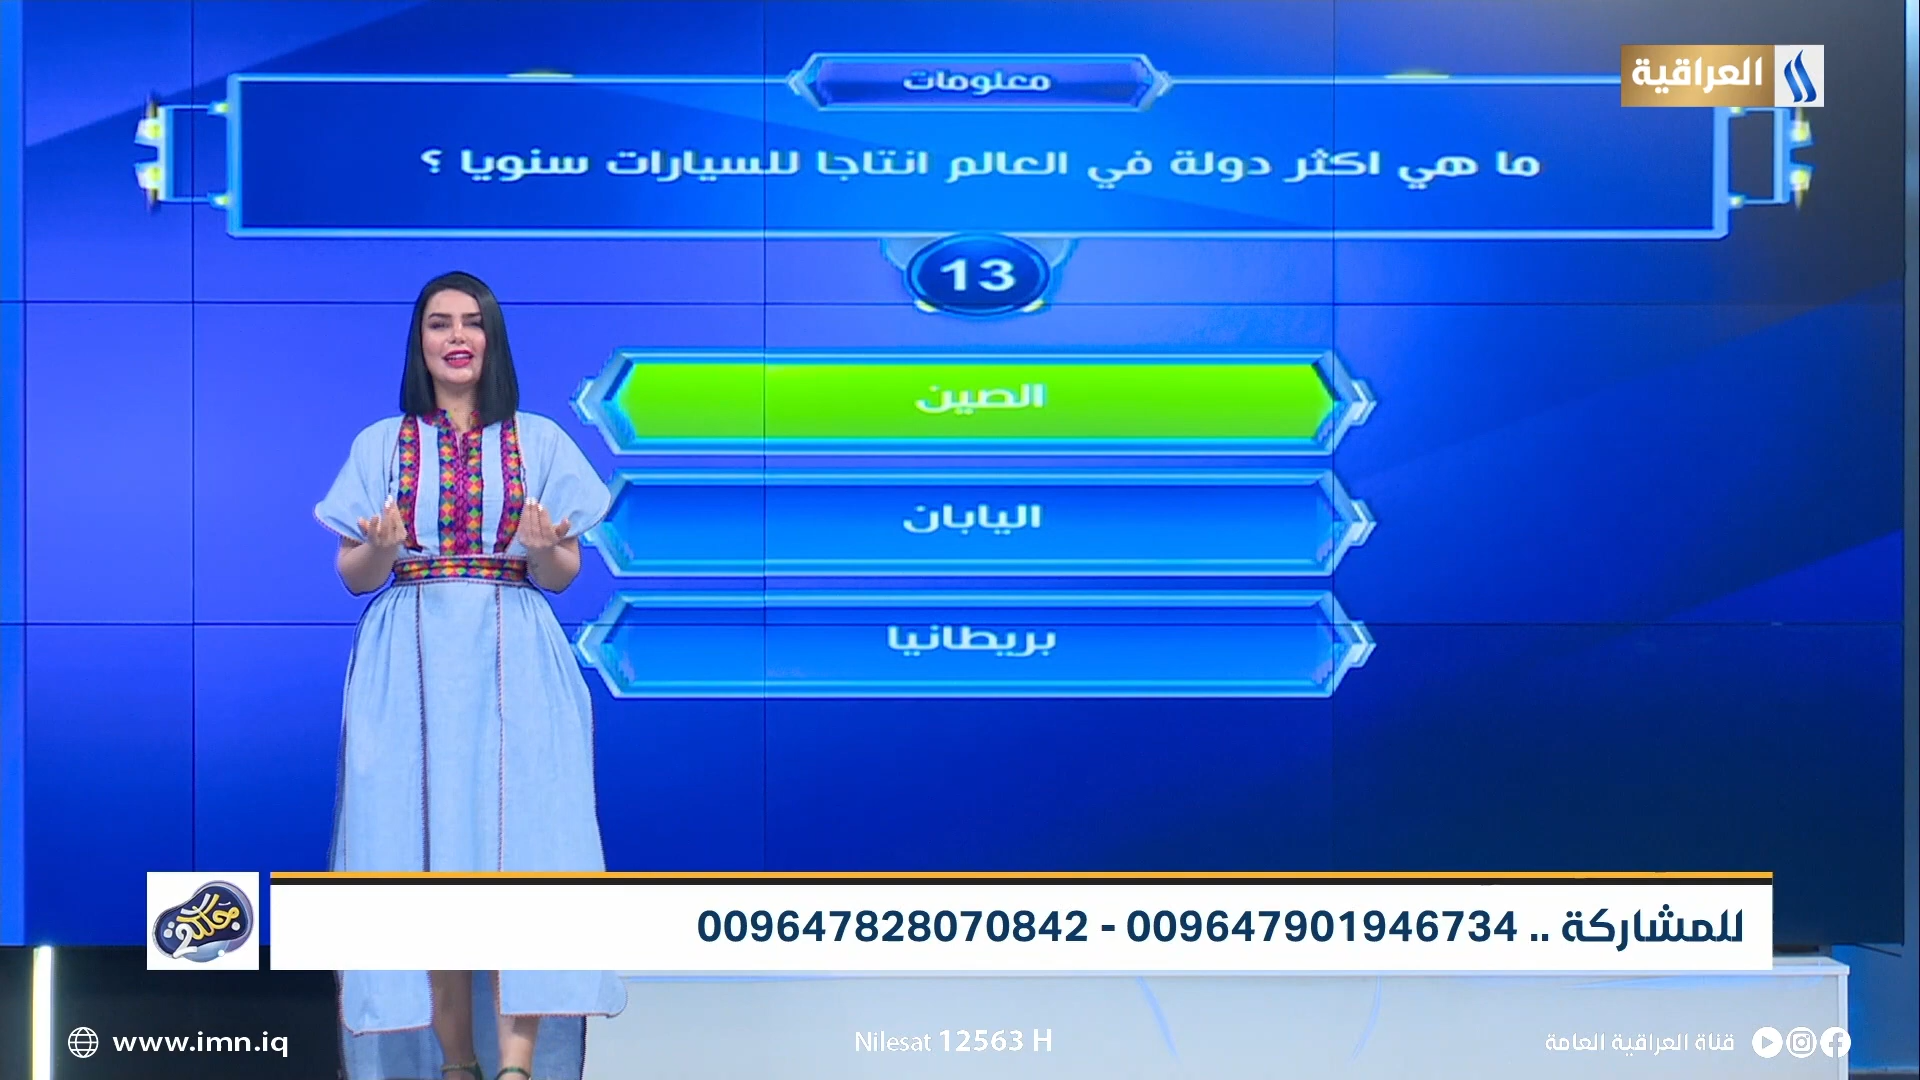 العراقية
معلومات
ما هي اكثر دولة في العالم انتاجا للسيارات سنويا ؟
13
الصين
اليابان
بريطانيا
للمشاركة .. 009647901946734 - 009647828070842
www.imn.iq
Nilesat 12563 H
قناة العراقية العامة